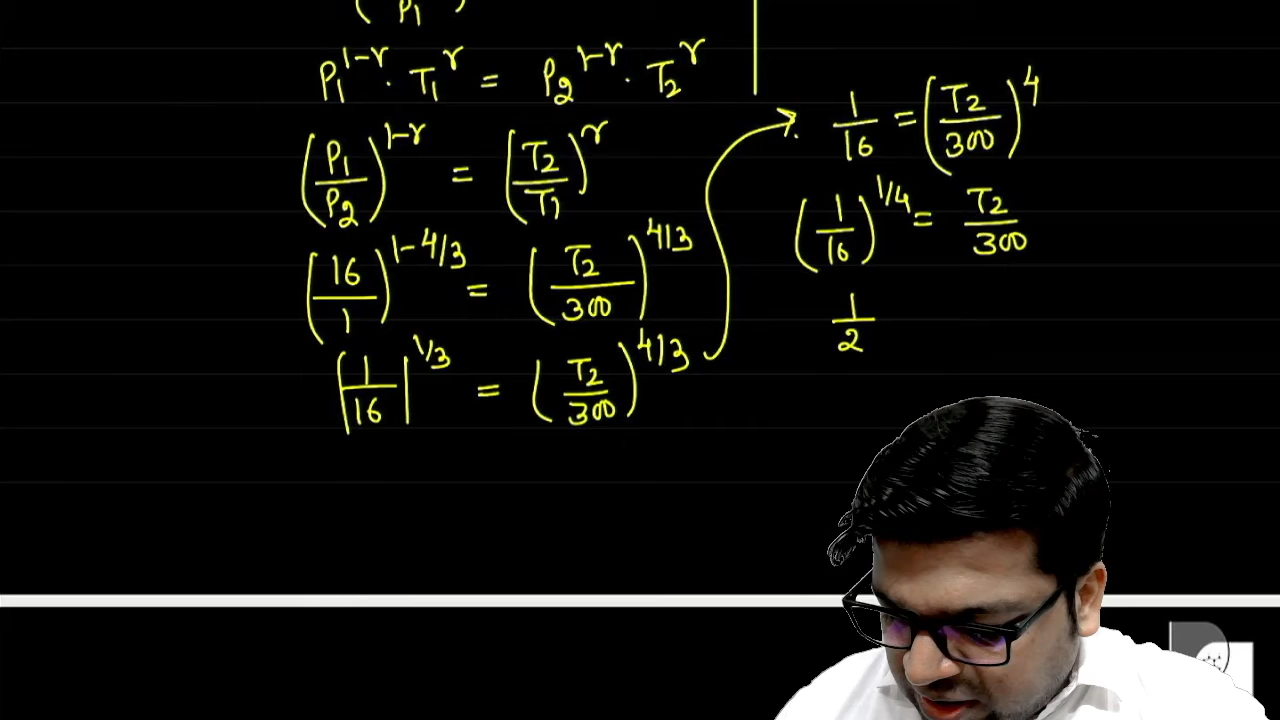 P₁^(1-γ) · T₁^γ = P₂^(1-γ) · T₂^γ
(P₁/P₂)^(1-γ) = (T₂/T₁)^γ
(16/1)^(1-4/3) = (T₂/300)^(4/3)
|1/16|^(1/3) = (T₂/300)^(4/3)
1/16 = (T₂/300)^4
(1/16)^(1/4) = T₂/300
1/2